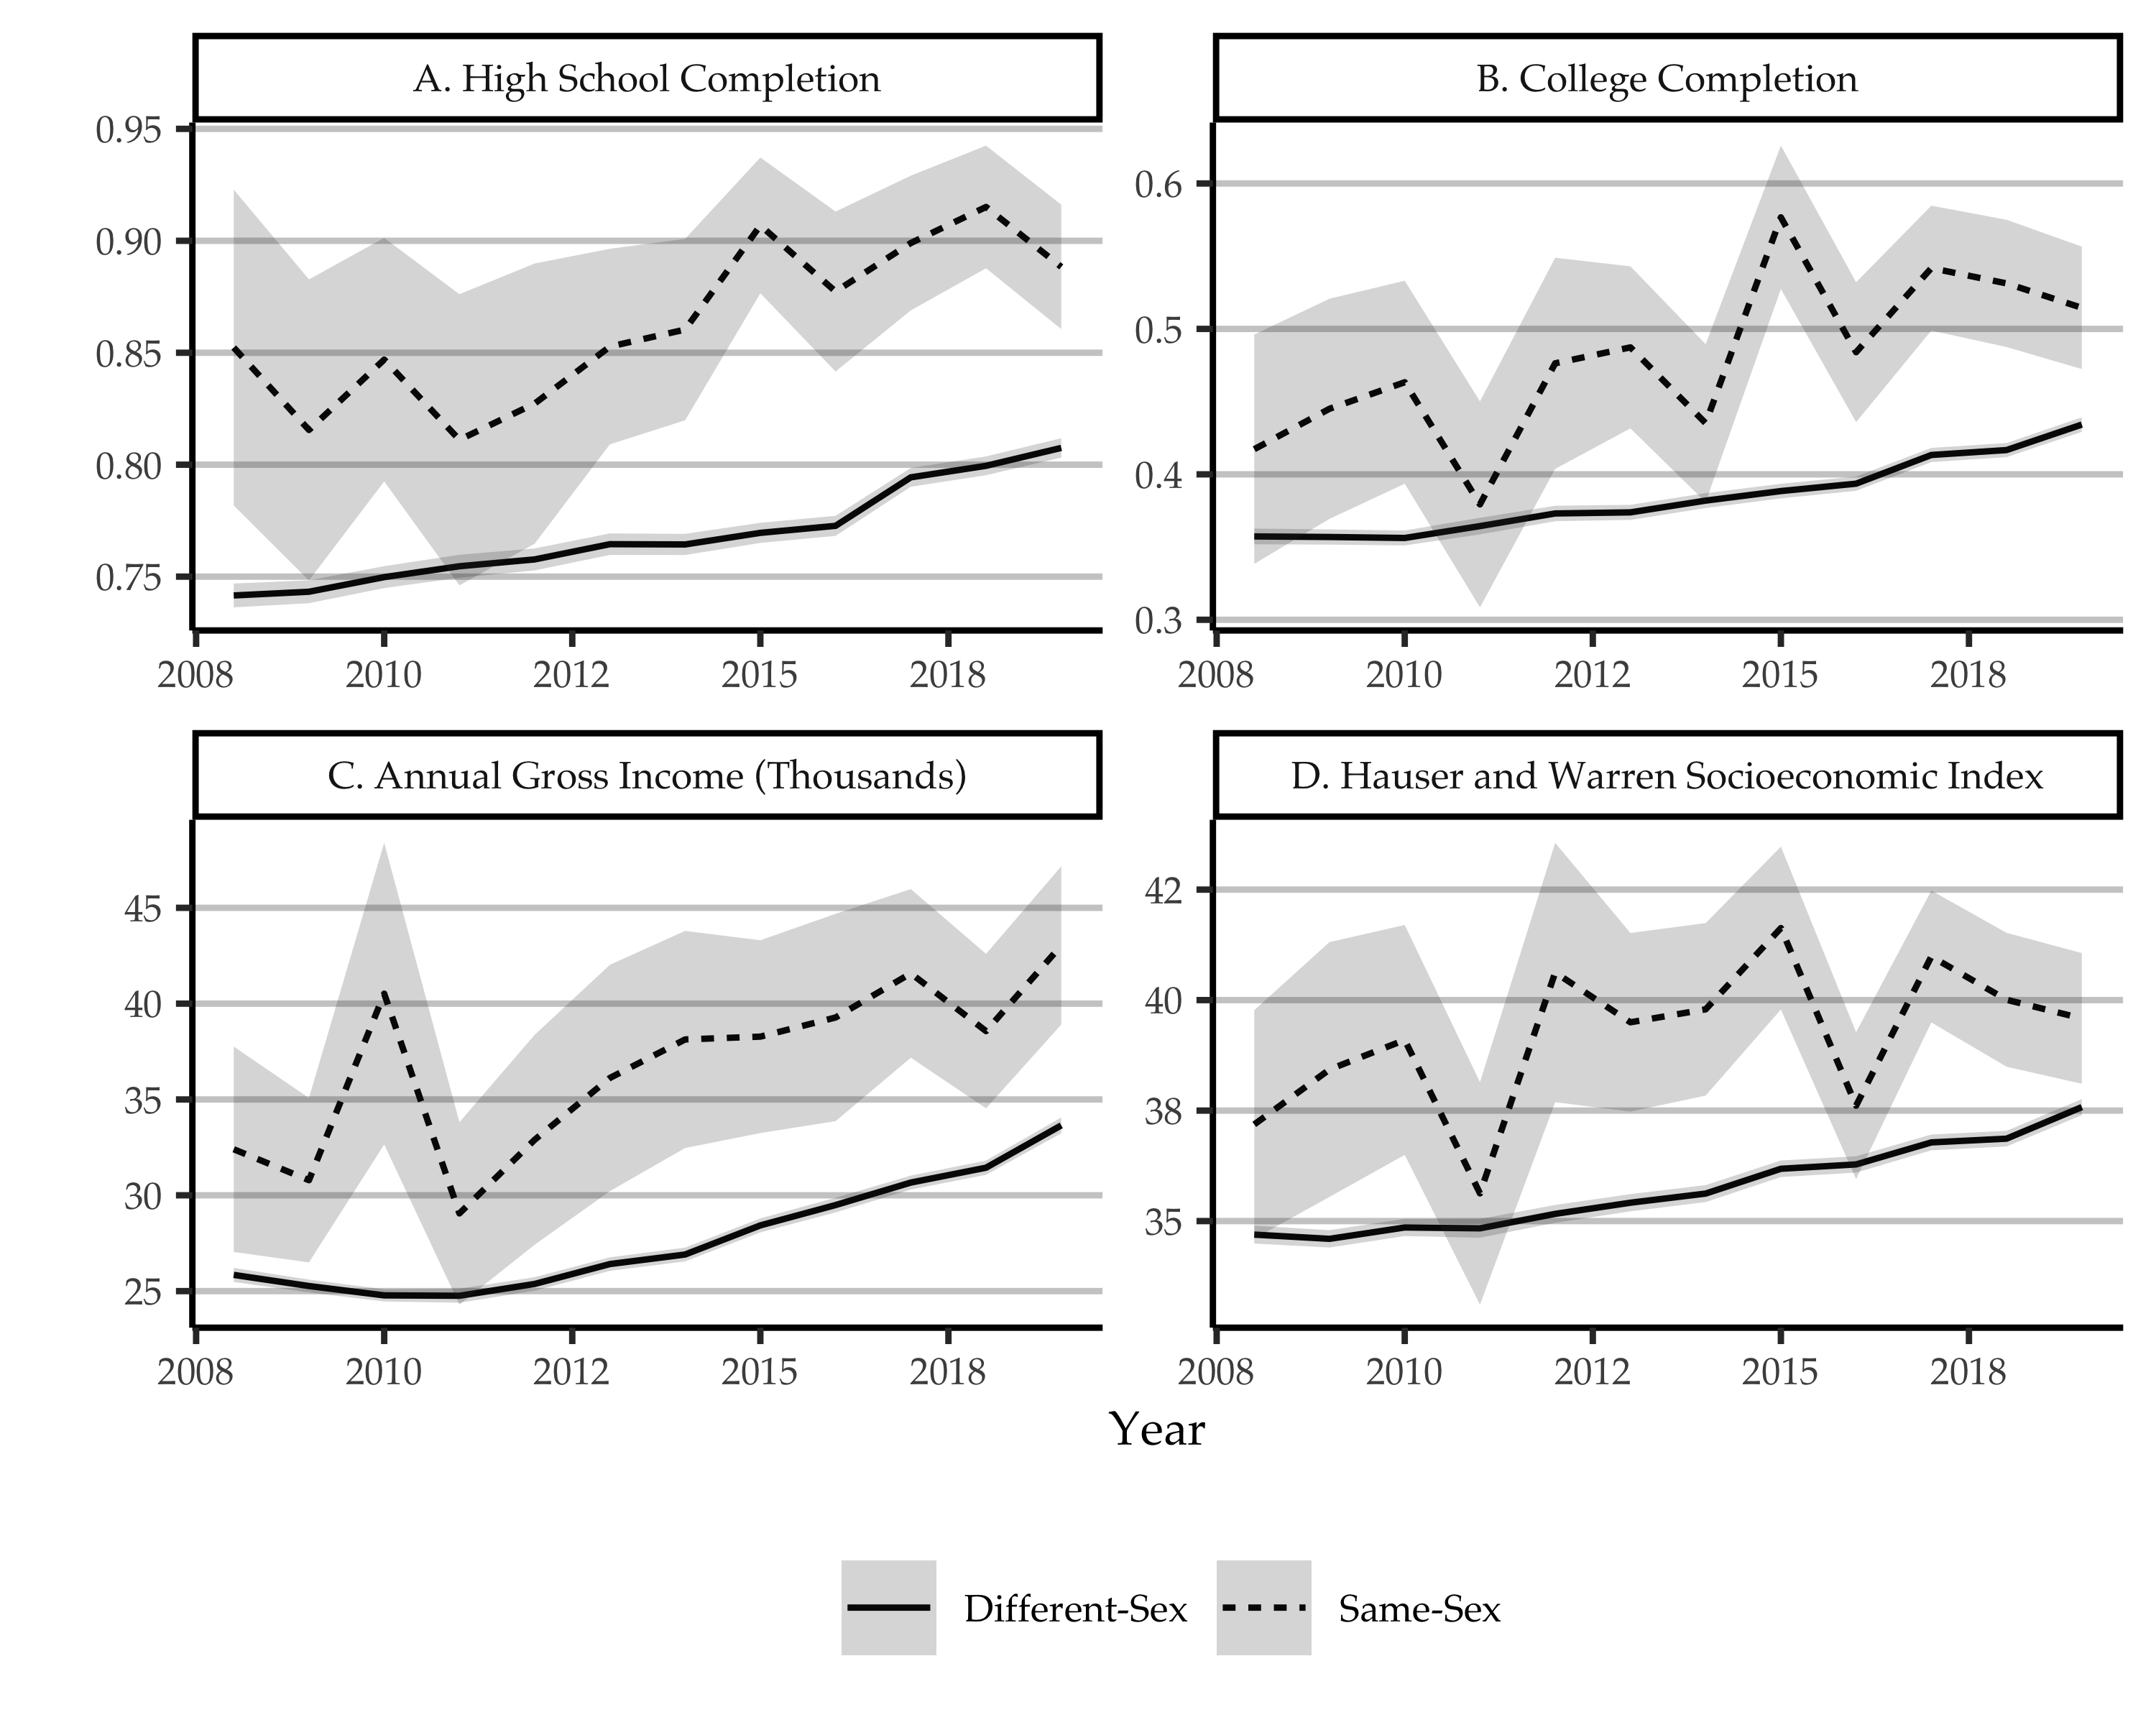 A. High School Completion
0.95
0.90
0.85
0.80
0.75
2008 2010 2012 2015 2018
B. College Completion
0.6
0.5
0.4
0.3
2008 2010 2012 2015 2018
C. Annual Gross Income (Thousands)
45
40
35
30
25
2008 2010 2012 2015 2018
D. Hauser and Warren Socioeconomic Index
42
40
38
35
2008 2010 2012 2015 2018
Year
Different-Sex Same-Sex